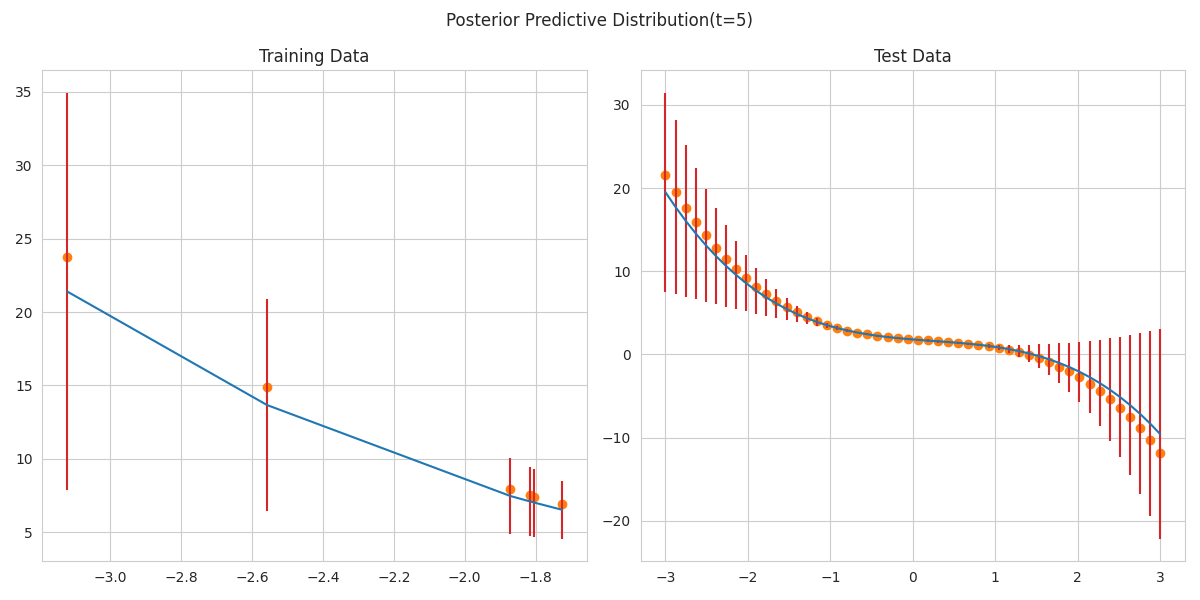 Posterior Predictive Distribution(t=5)
Training Data
35
30
25
20
15
10
5
−3.0 −2.8 −2.6 −2.4 −2.2 −2.0 −1.8
Test Data
30
20
10
0
−10
−20
−3 −2 −1 0 1 2 3